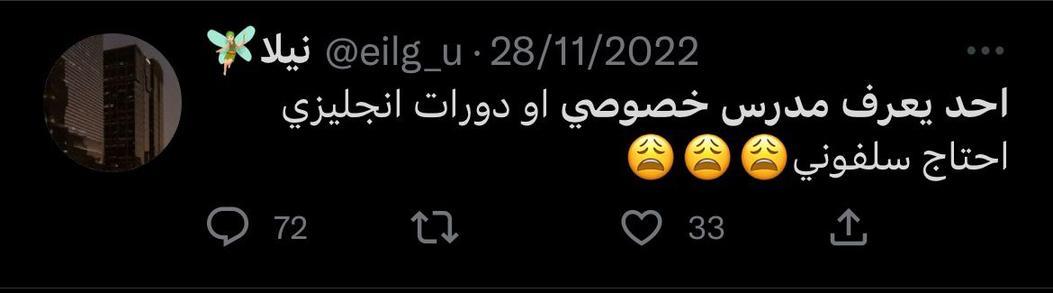 نيلا🧚 @eilg_u · 28/11/2022
احد يعرف مدرس خصوصي او دورات انجليزي
احتاج سلفوني😩😩😩
72 33